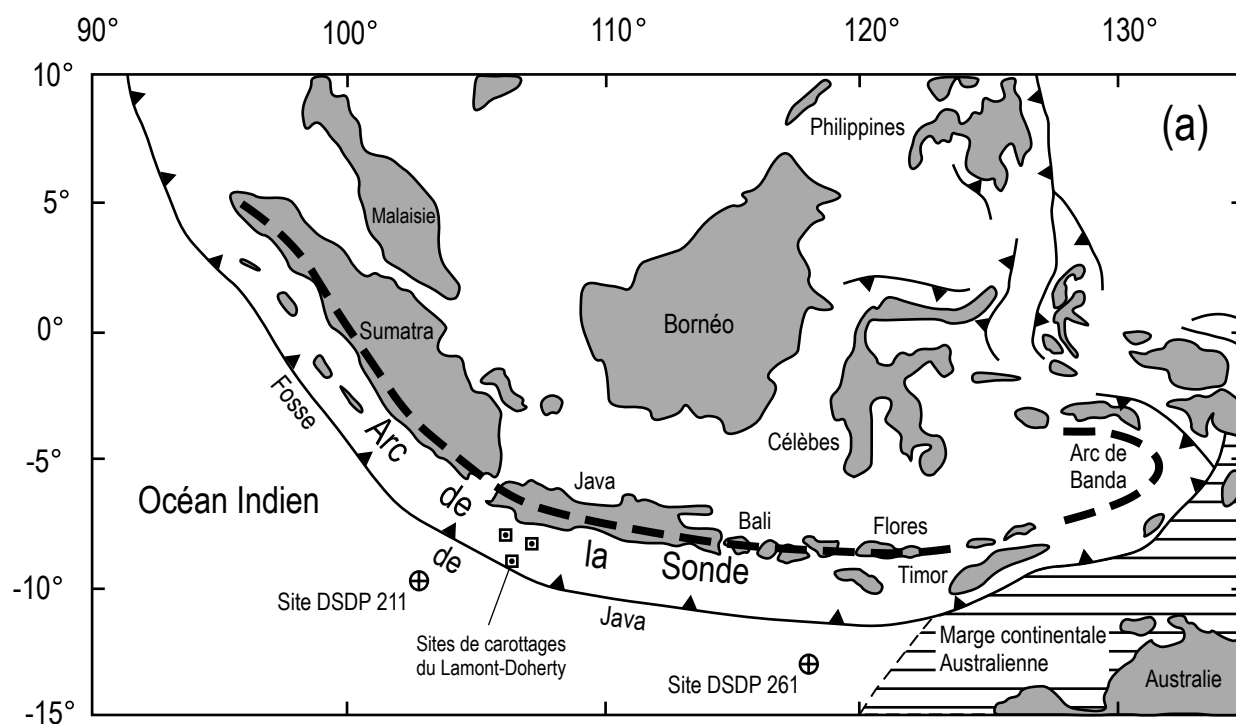 90° 100° 110° 120° 130°
10°
(a)
Philippines
5°
Malaisie
0°
Sumatra
Bornéo
Fosse
Arc
Célèbes
Arc de
Banda
-5°
Océan Indien
de
Java
Bali
Flores
de
la
Sonde
Timor
-10°
Site DSDP 211
Java
Sites de carottages
du Lamont-Doherty
Marge continentale
Australienne
Site DSDP 261
Australie
-15°